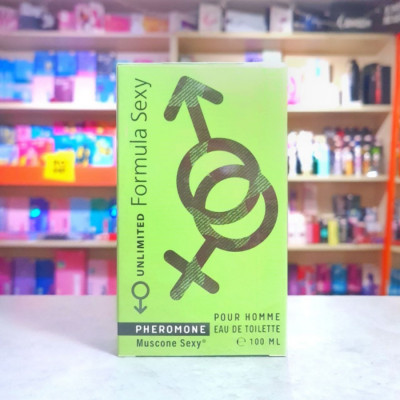 UNLIMITED Formula Sexy
PHEROMONE
Muscone Sexy®
POUR HOMME
EAU DE TOILETTE
℮ 100 ML